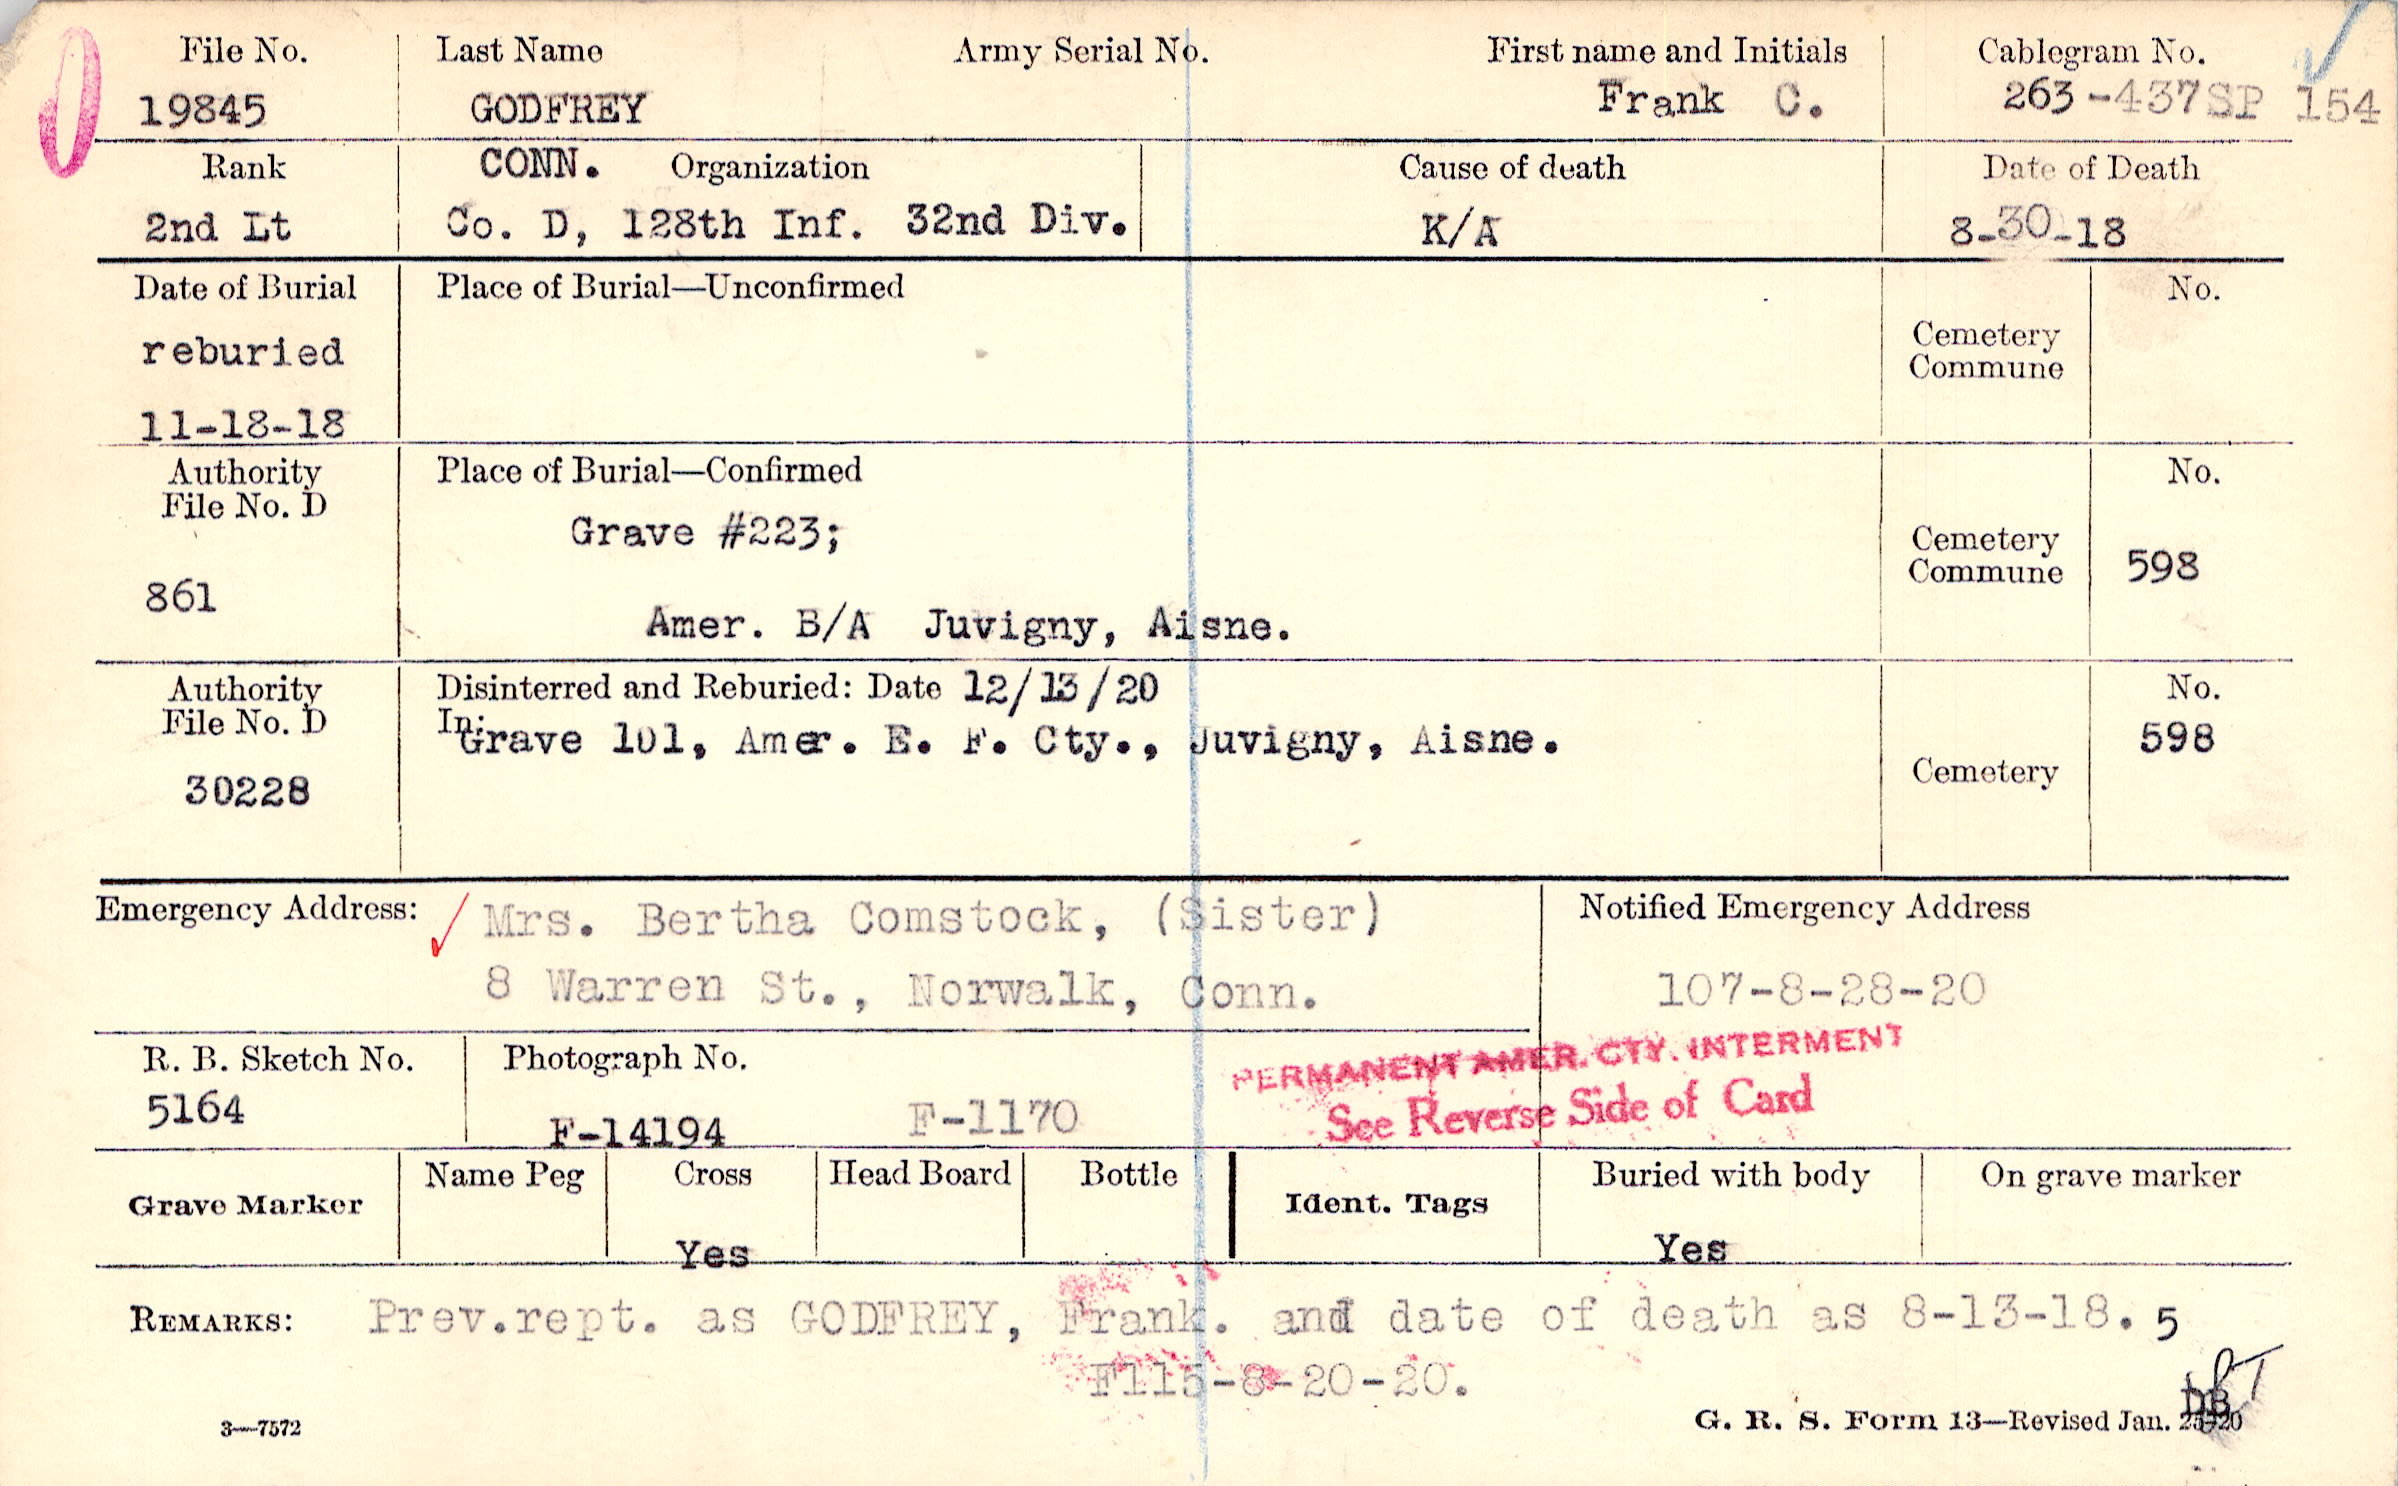 File No. Last Name Army Serial No. First name and Initials Cablegram No.
19845 GODFREY Frank C. 263-437SP 154
Rank CONN. Organization Cause of death Date of Death
2nd Lt Co. D, 128th Inf. 32nd Div. K/A 8-30-18
Date of Burial Place of Burial—Unconfirmed No.
reburied Cemetery
Commune
11-18-18
Authority Place of Burial—Confirmed No.
File No. D Grave #223;
Cemetery
Commune 598
861 Amer. B/A Juvigny, Aisne.
Authority Disinterred and Reburied: Date 12/13/20 No.
File No. D In: Grave 101, Amer. E. F. Cty., Juvigny, Aisne. 598
30228 Cemetery
Emergency Address: Mrs. Bertha Comstock, (Sister) Notified Emergency Address
8 Warren St., Norwalk, Conn. 107-8-28-20
R. B. Sketch No. Photograph No. PERMANENT AMER. CTY. INTERMENT
5164 F-14194 F-1170 See Reverse Side of Card
Grave Marker Name Peg Cross Head Board Bottle Ident. Tags Buried with body On grave marker
Yes Yes
REMARKS: Prev.rept. as GODFREY, Frank. and date of death as 8-13-18. 5
F115-8-20-20.
3—7572 G. R. S. Form 13—Revised Jan.